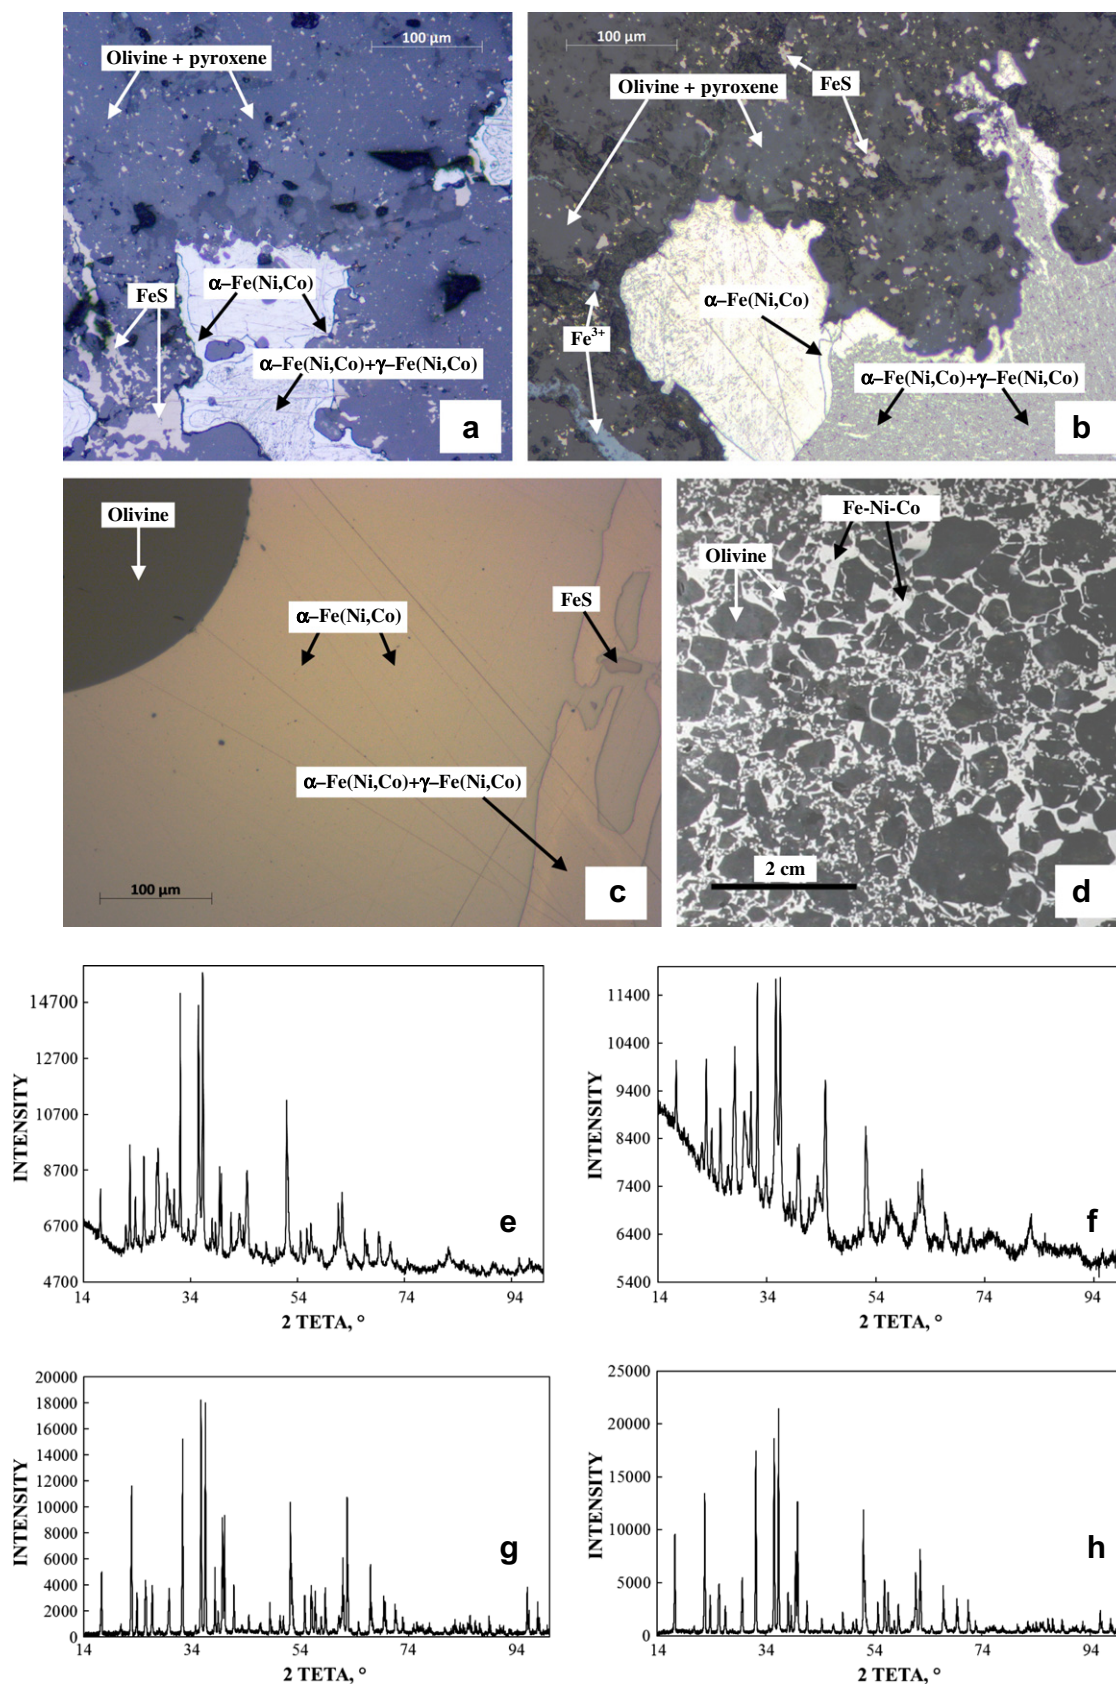 100 µm
Olivine + pyroxene
α–Fe(Ni,Co)
FeS
α–Fe(Ni,Co)+γ–Fe(Ni,Co)
a
100 µm
Olivine + pyroxene
FeS
α–Fe(Ni,Co)
Fe³⁺
α–Fe(Ni,Co)+γ–Fe(Ni,Co)
b
Olivine
α–Fe(Ni,Co)
FeS
α–Fe(Ni,Co)+γ–Fe(Ni,Co)
100 µm
c
Fe-Ni-Co
Olivine
2 cm
d
INTENSITY
14700
12700
10700
8700
6700
4700
14 34 54 74 94
2 TETA, °
e
INTENSITY
11400
10400
9400
8400
7400
6400
5400
14 34 54 74 94
2 TETA, °
f
INTENSITY
20000
18000
16000
14000
12000
10000
8000
6000
4000
2000
0
14 34 54 74 94
2 TETA, °
g
INTENSITY
25000
20000
15000
10000
5000
0
14 34 54 74 94
2 TETA, °
h